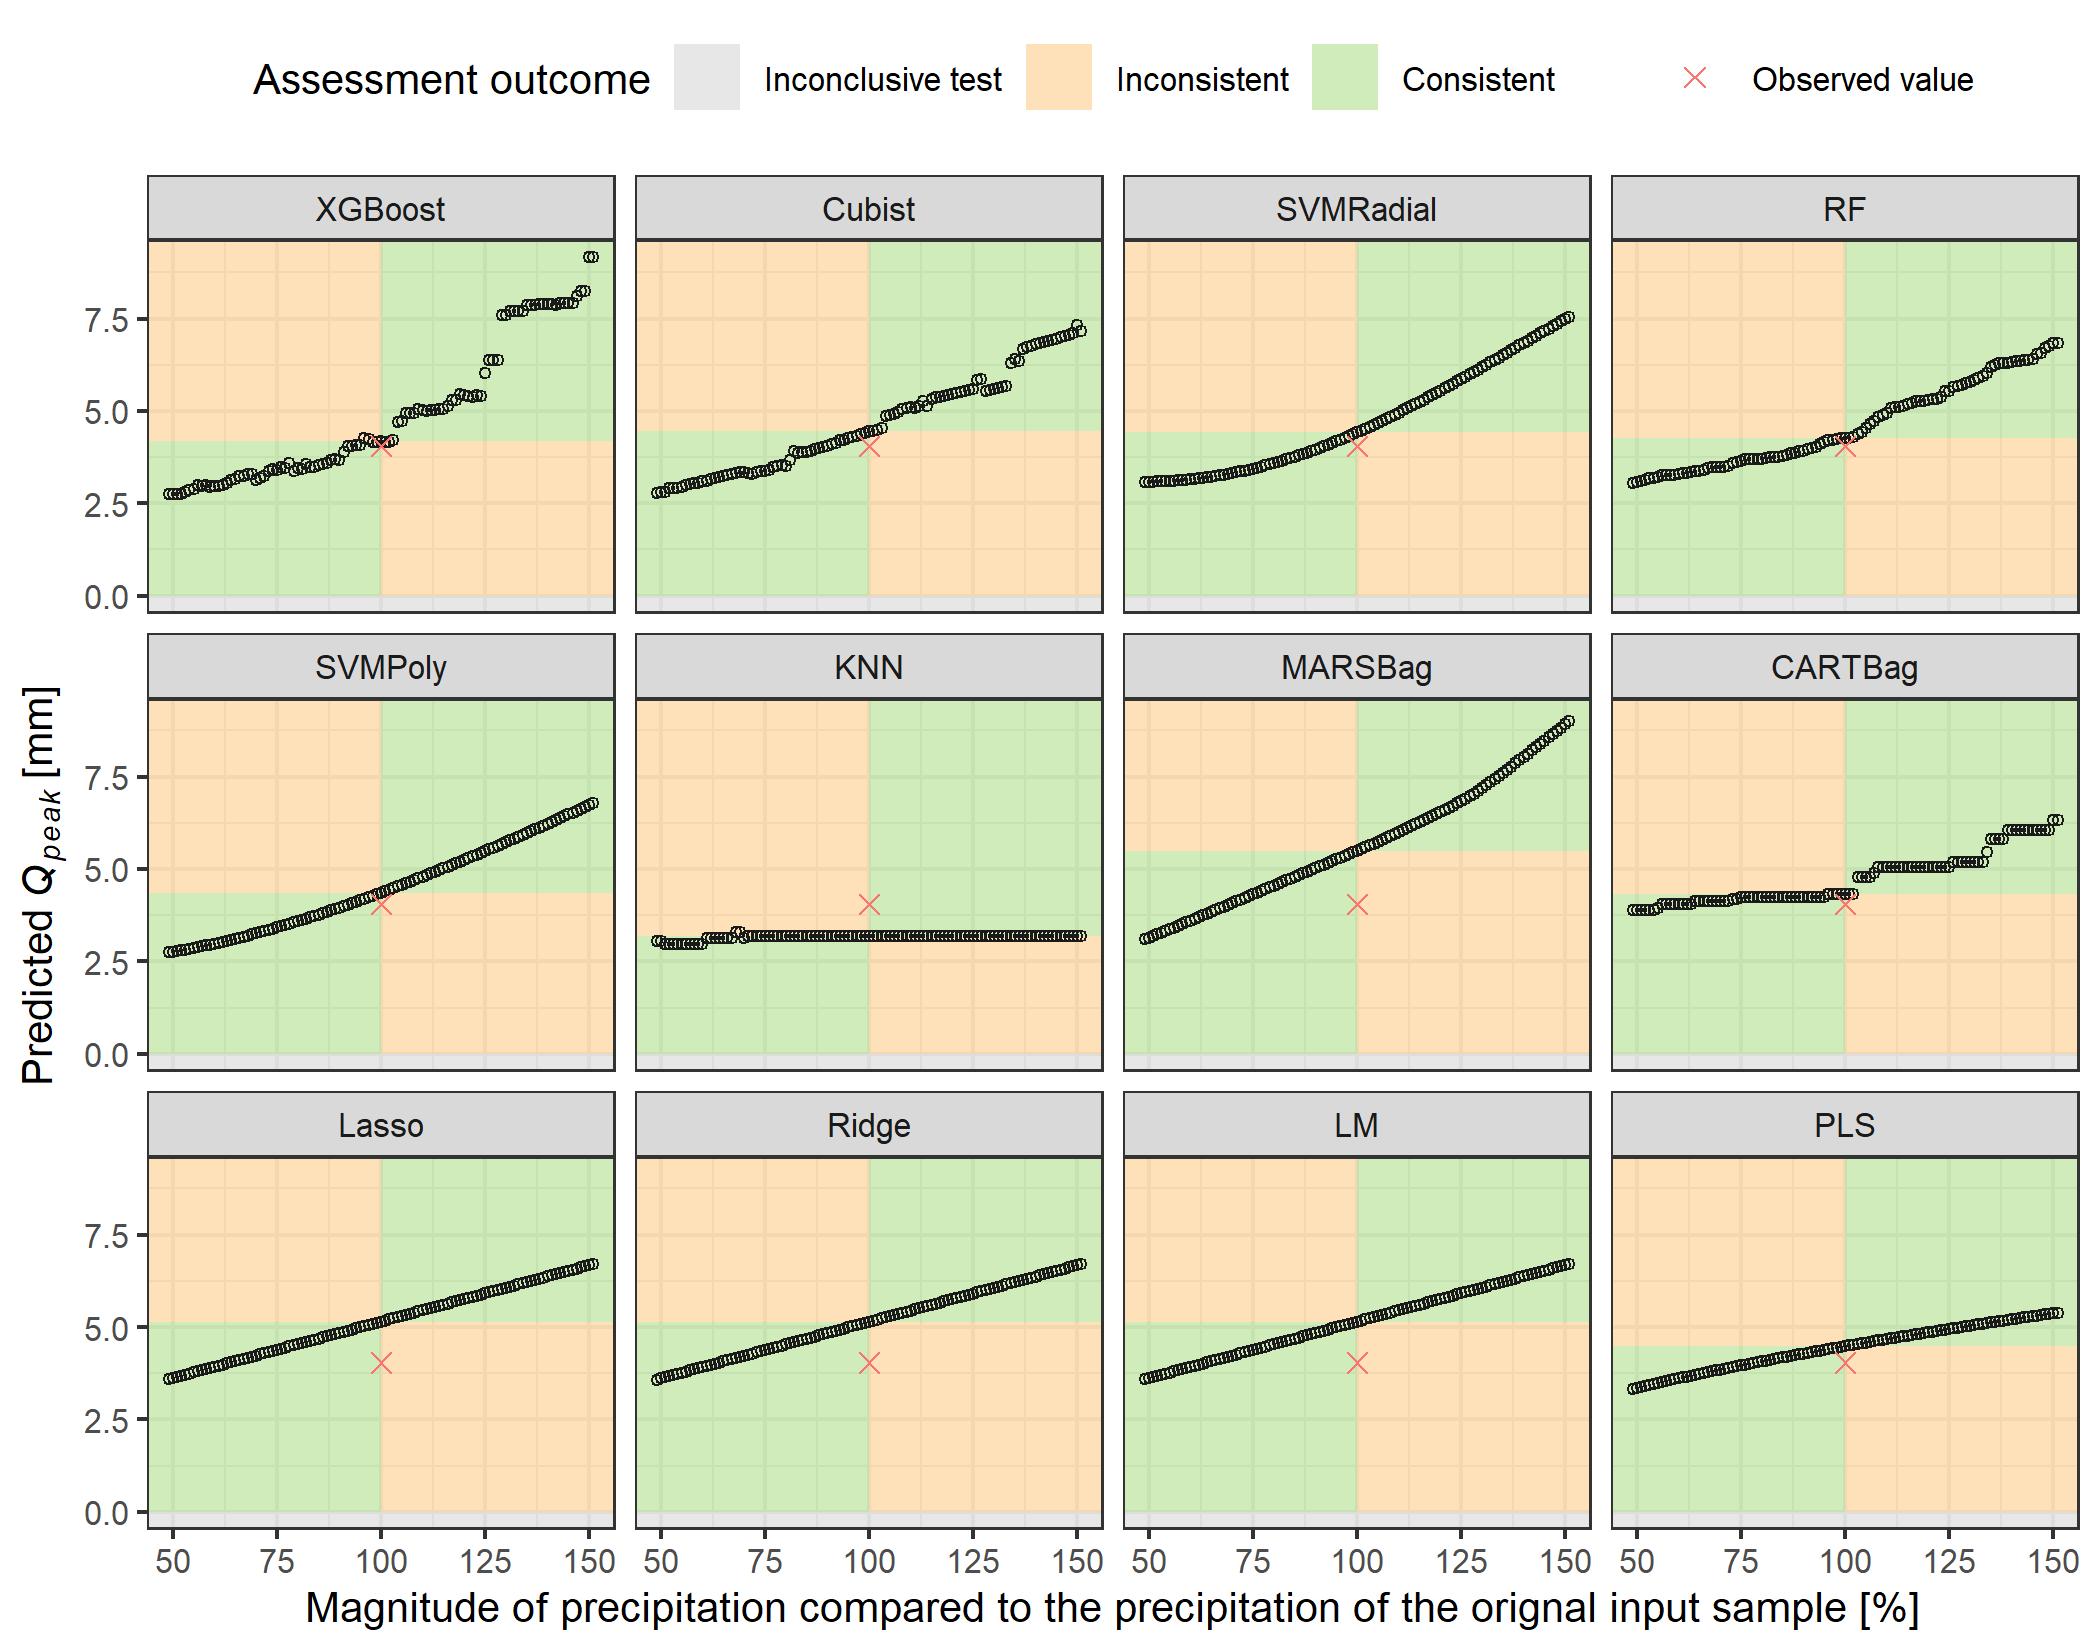 Assessment outcome Inconclusive test Inconsistent Consistent Observed value
XGBoost Cubist SVMRadial RF
7.5
5.0
2.5
0.0
SVMPoly KNN MARSBag CARTBag
7.5
5.0
2.5
0.0
Predicted Qpeak [mm]
Lasso Ridge LM PLS
7.5
5.0
2.5
0.0
50 75 100 125 150 50 75 100 125 150 50 75 100 125 150 50 75 100 125 150
Magnitude of precipitation compared to the precipitation of the orignal input sample [%]